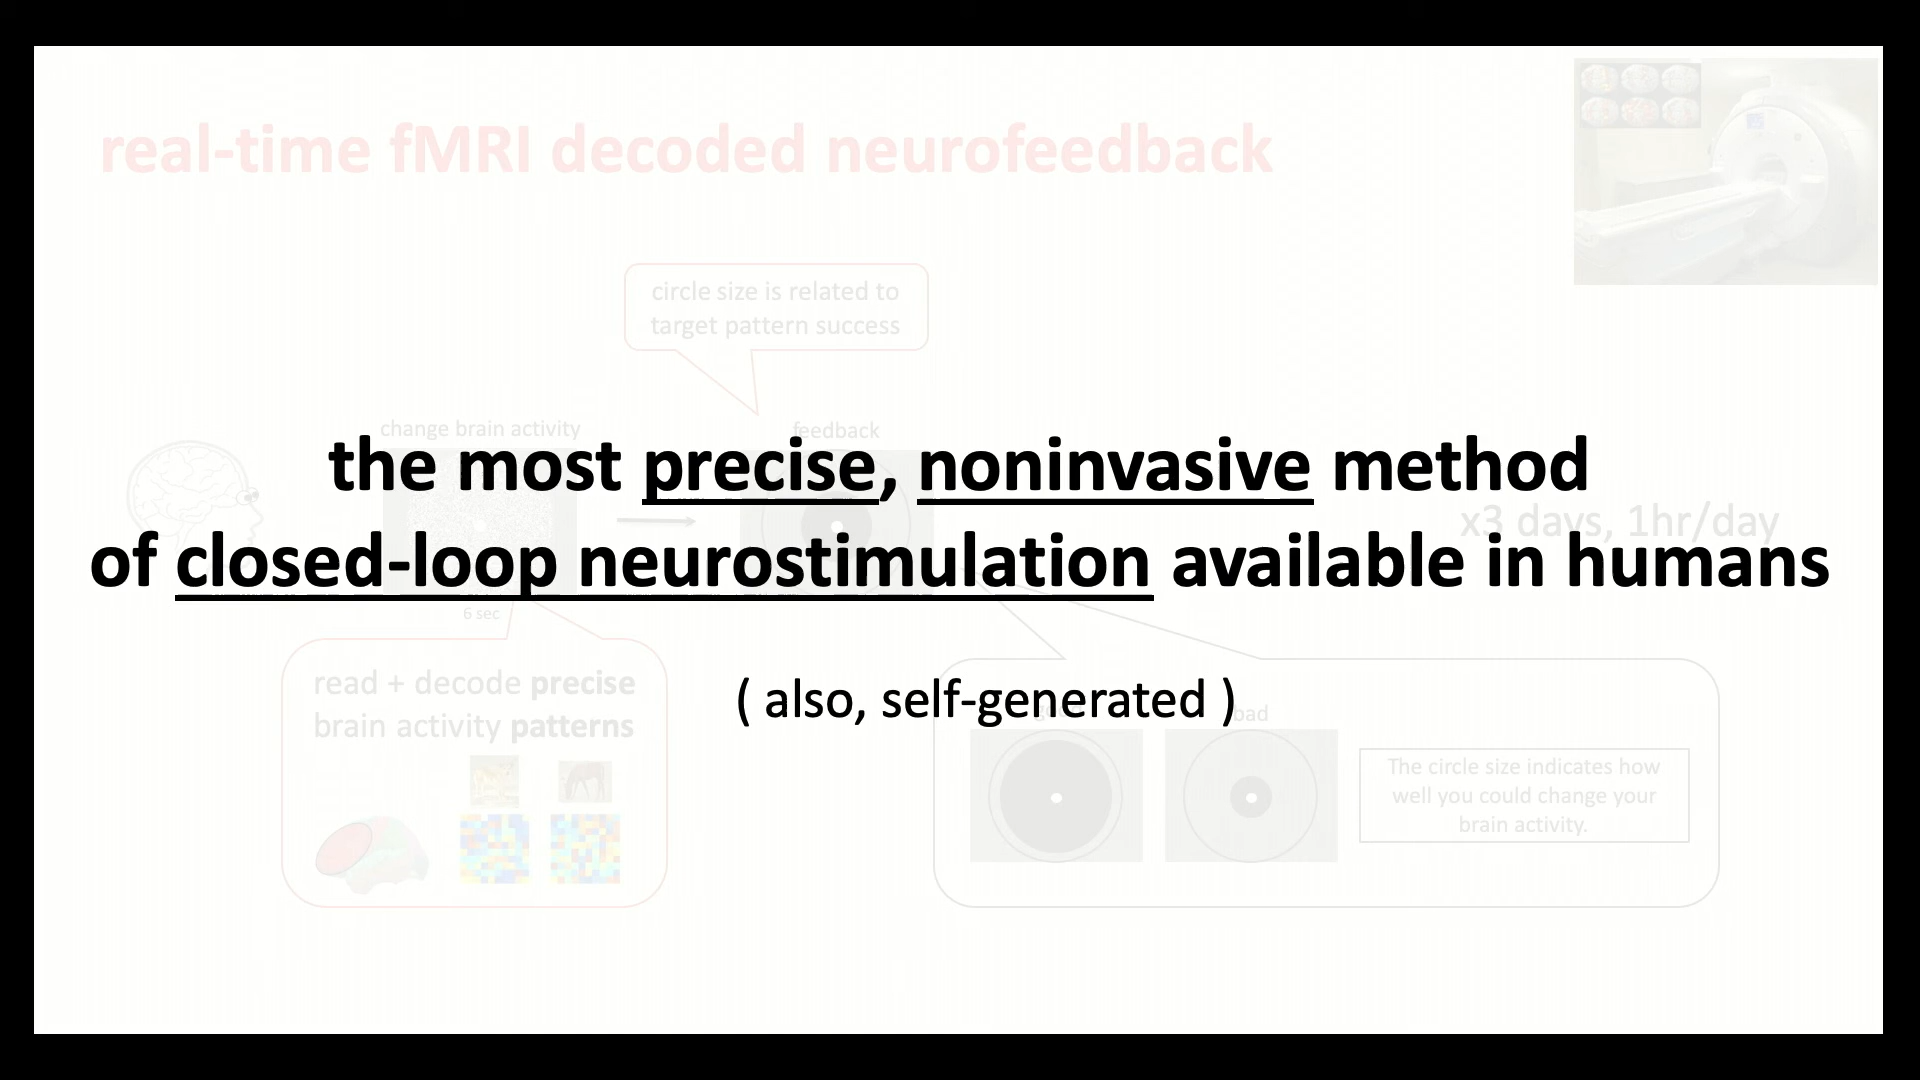 real-time fMRI decoded neurofeedback
circle size is related to
target pattern success
change brain activity
feedback
the most precise, noninvasive method
x3 days, 1hr/day
of closed-loop neurostimulation available in humans
6 sec
read + decode precise
brain activity patterns
( also, self-generated )
bad
The circle size indicates how
well you could change your
brain activity.